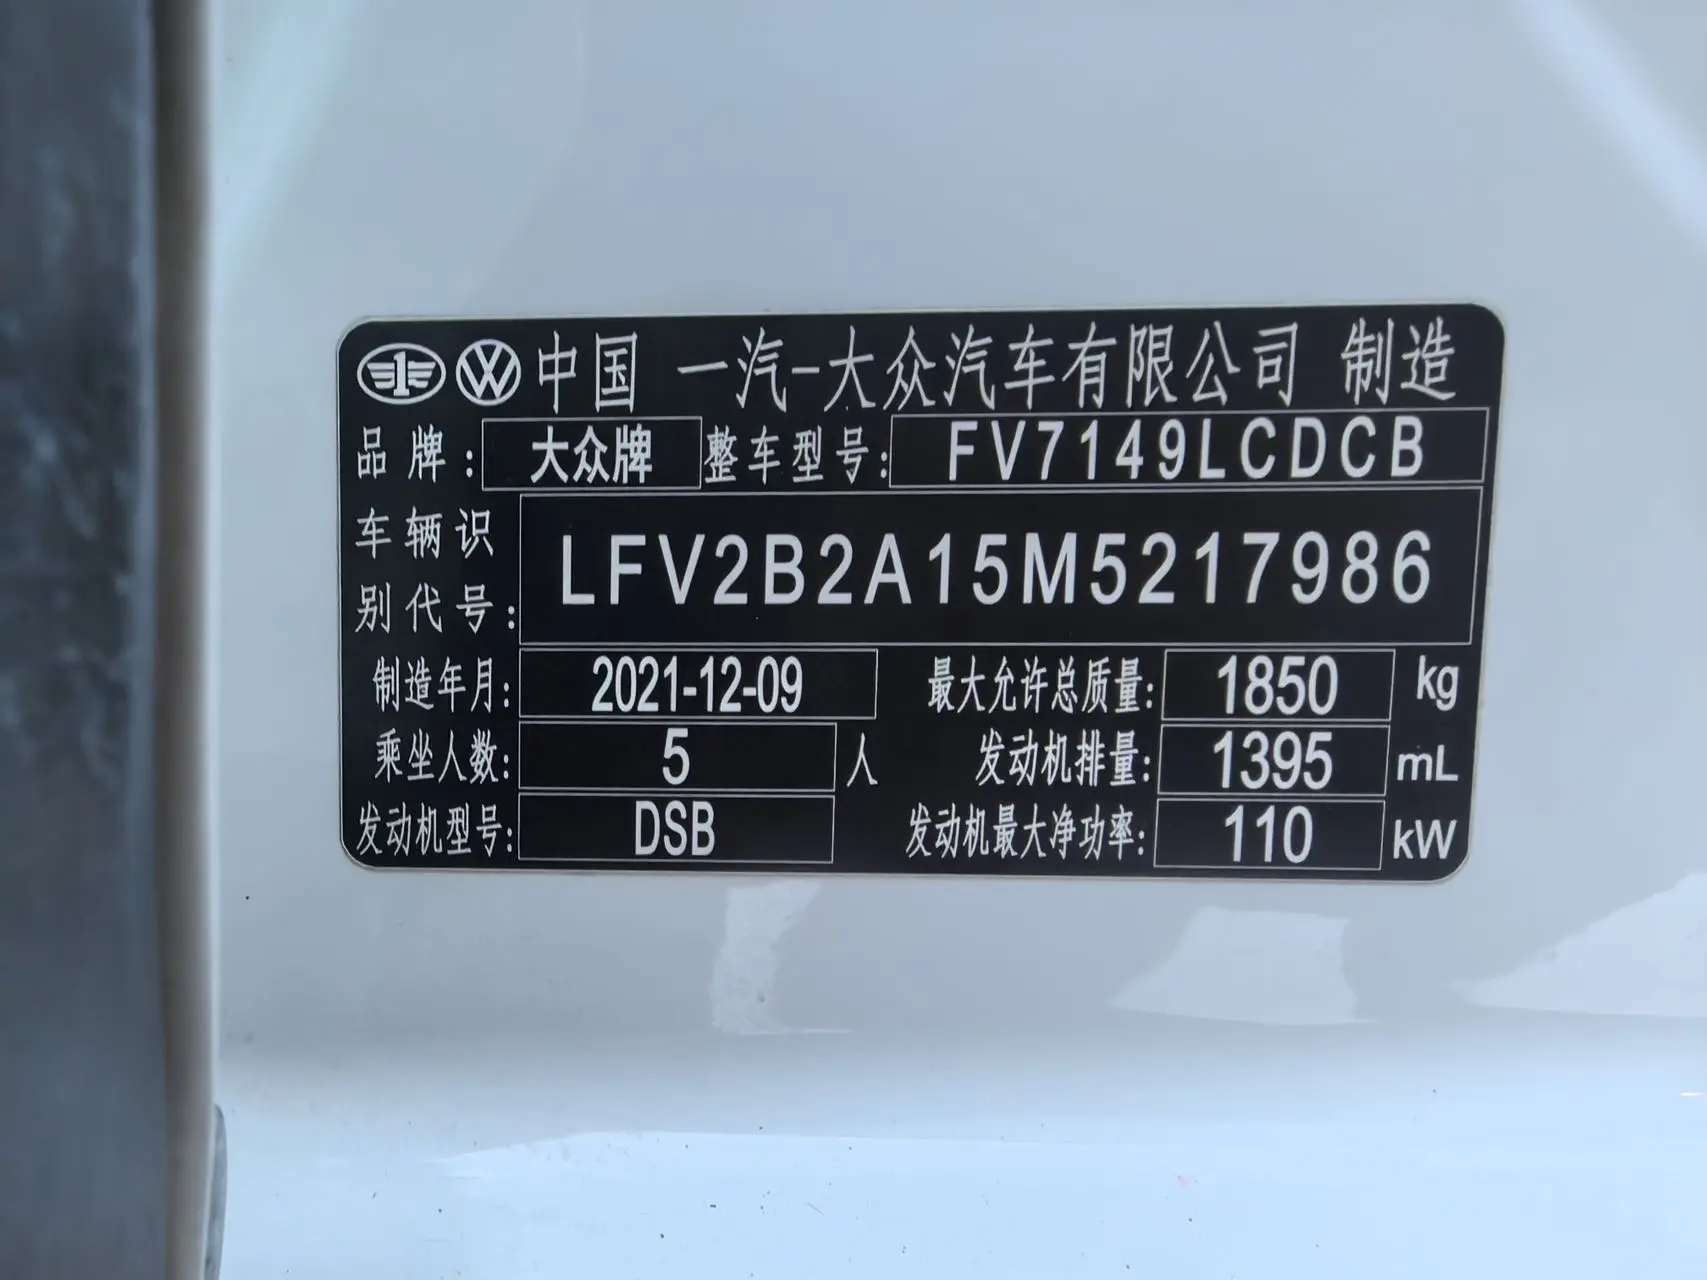 中国 一汽-大众汽车有限公司 制造
品牌: 大众牌 整车型号: FV7149LCDCB
车辆识别代号: LFV2B2A15M5217986
制造年月: 2021-12-09 最大允许总质量: 1850 kg
乘坐人数: 5 人 发动机排量: 1395 mL
发动机型号: DSB 发动机最大净功率: 110 kW